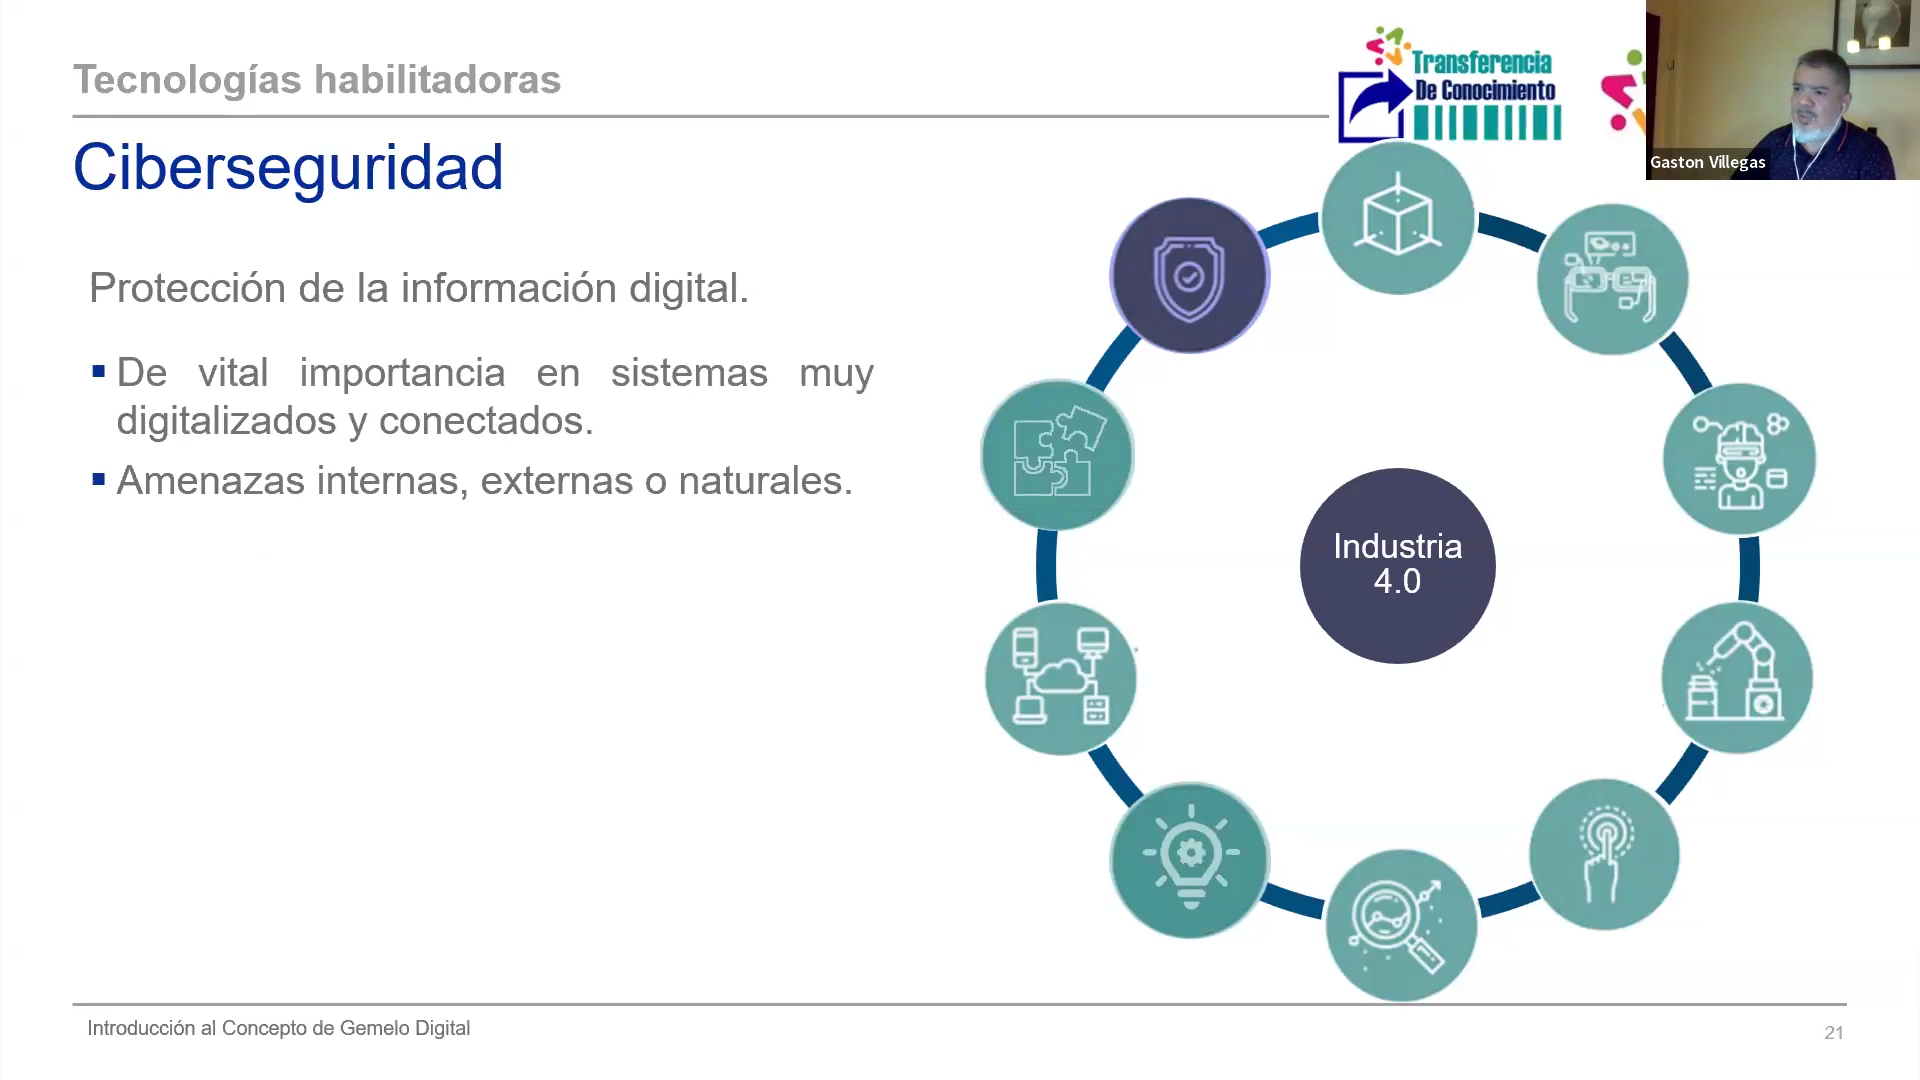 Tecnologías habilitadoras
Transferencia
De Conocimiento
Gaston Villegas
Ciberseguridad
Protección de la información digital.
▪ De vital importancia en sistemas muy
digitalizados y conectados.
▪ Amenazas internas, externas o naturales.
Industria
4.0
Introducción al Concepto de Gemelo Digital
21